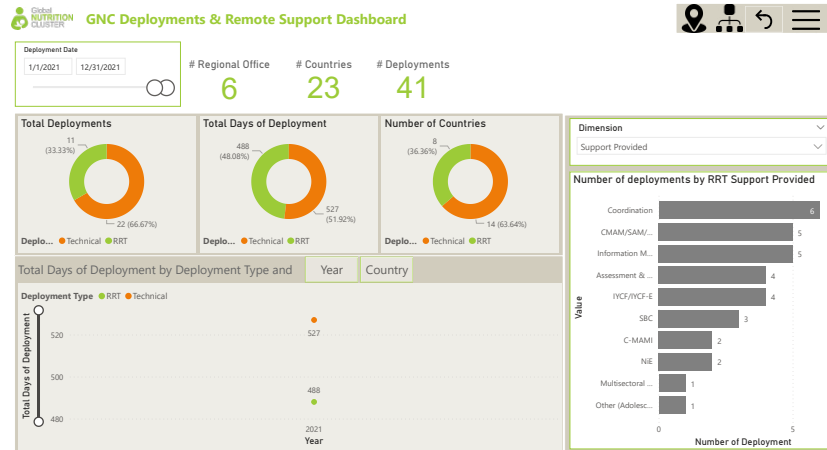 Global
NUTRITION
CLUSTER
GNC Deployments & Remote Support Dashboard
Deployment Date
1/1/2021
12/31/2021
# Regional Office
6
# Countries
23
# Deployments
41
Total Deployments
11
(33.33%)
22 (66.67%)
Deplo... Technical RRT
Total Days of Deployment
488
(48.08%)
527
(51.92%)
Deplo... Technical RRT
Number of Countries
8
(36.36%)
14 (63.64%)
Deplo... Technical RRT
Total Days of Deployment by Deployment Type and
Year
Country
Deployment Type RRT Technical
Total Days of Deployment
520
500
480
527
488
2021
Year
Dimension
Support Provided
Number of deployments by RRT Support Provided
Value
Coordination 6
CMAM/SAM/... 5
Information M... 5
Assessment & ... 4
IYCF/IYCF-E 4
SBC 3
C-MAMI 2
NiE 2
Multisectoral ... 1
Other (Adolesc... 1
0 5
Number of Deployment